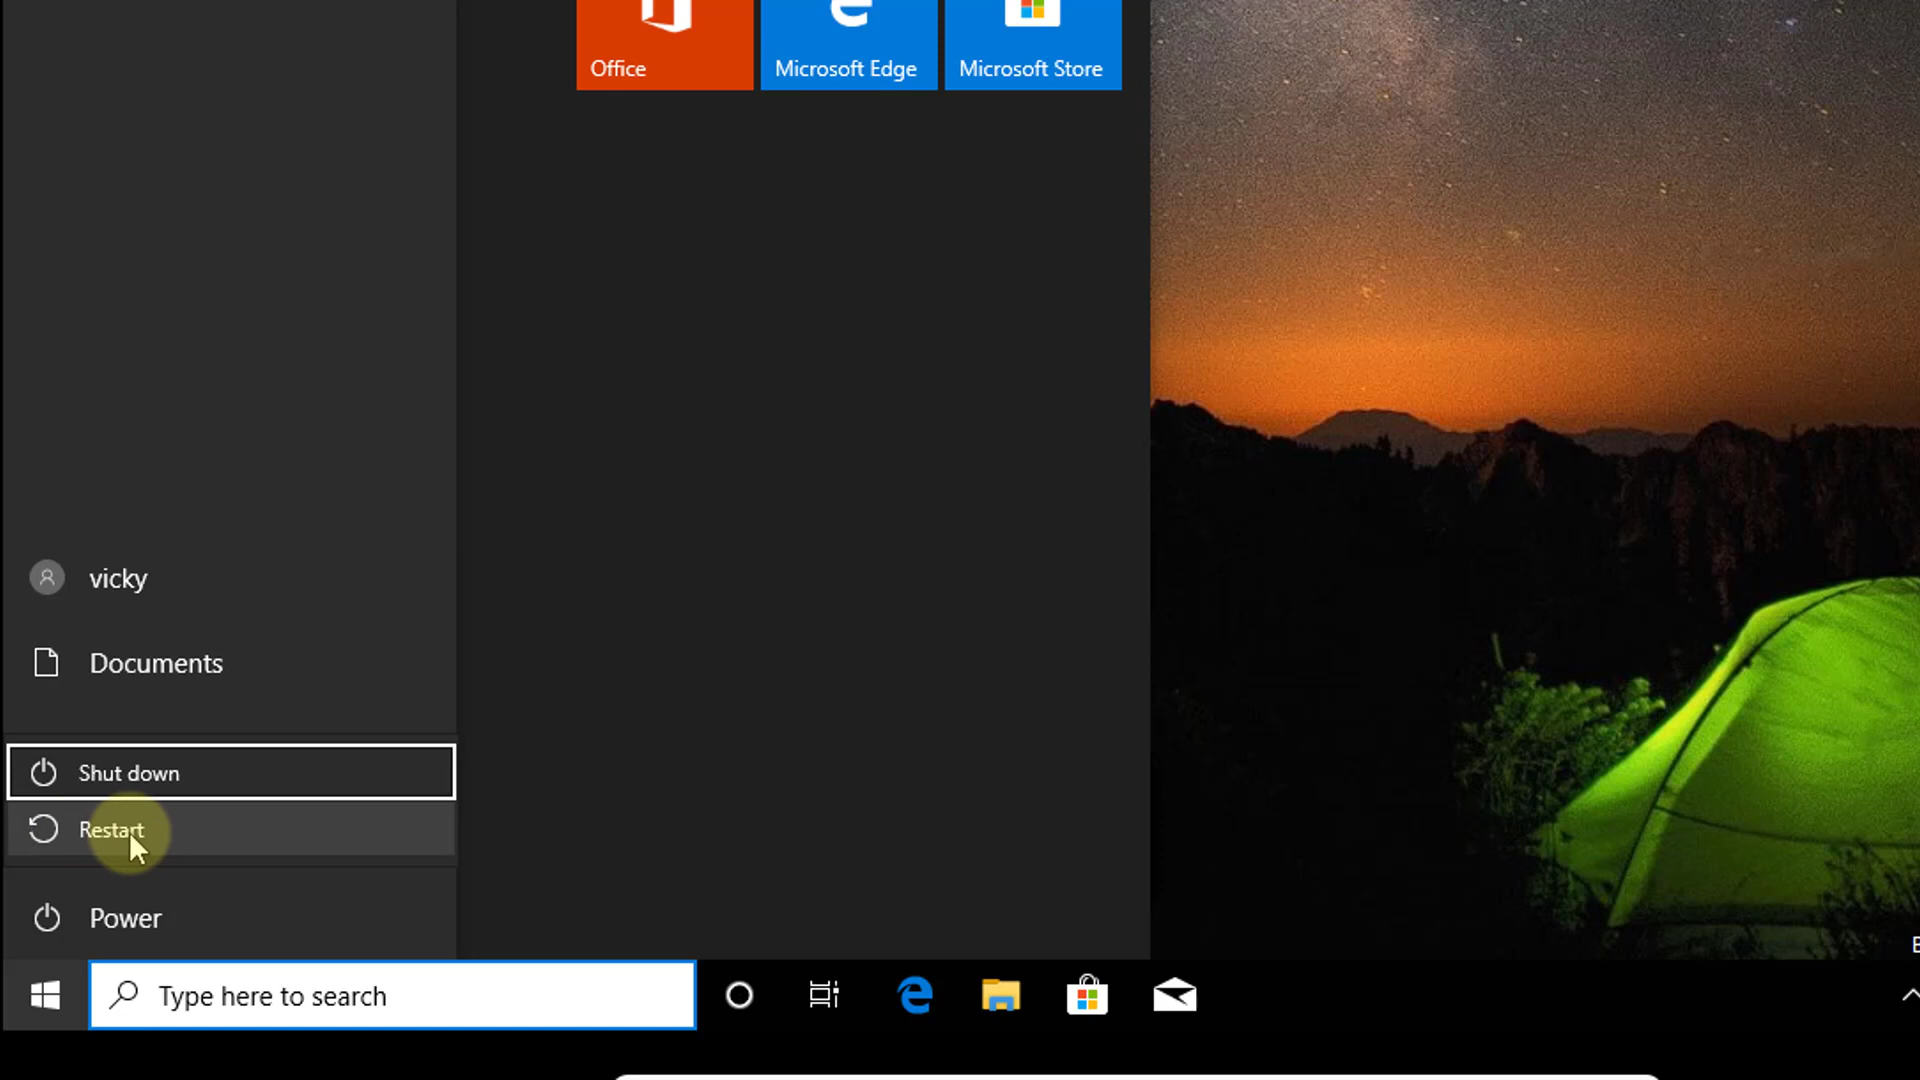 Office
Microsoft Edge
Microsoft Store
vicky
Documents
Shut down
Restart
Power
Type here to search